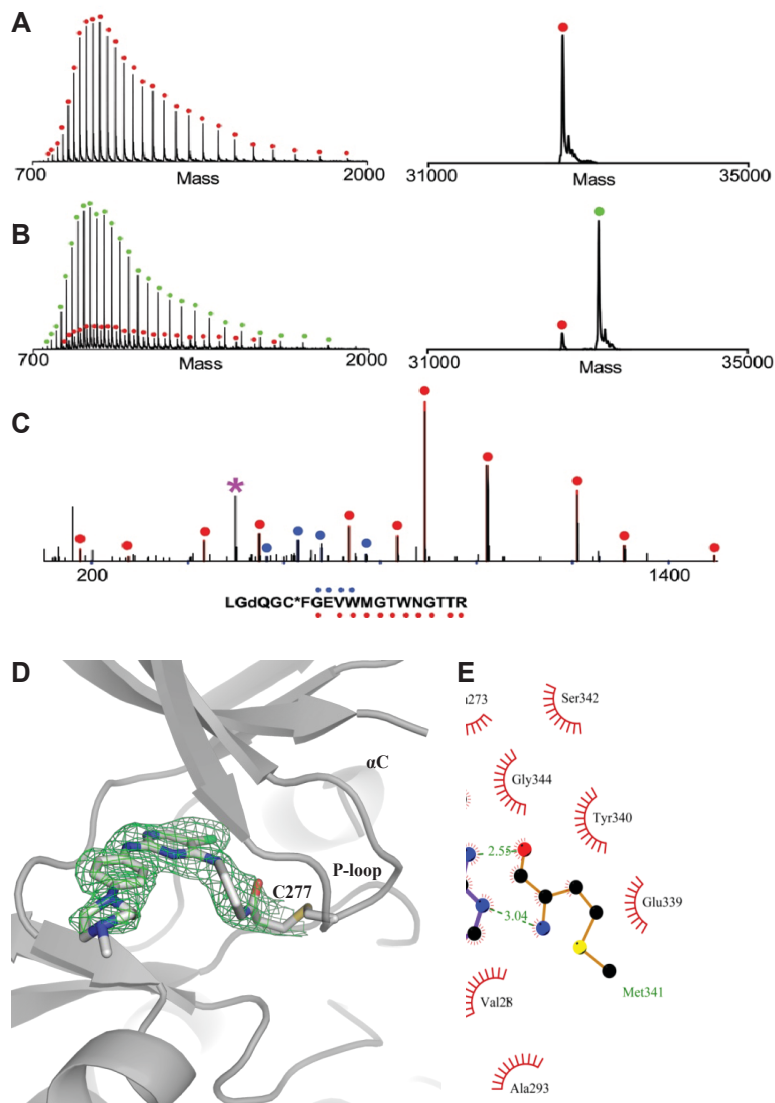 A
700
2000
Mass
31000
35000
Mass
B
700
2000
Mass
31000
35000
Mass
C
*
200
1400
LGdQGC*FGEVWMGTWNGTTR
D
αC
P-loop
C277
E
273
Ser342
Gly344
Tyr340
2.55
Glu339
3.04
Met341
Ala293